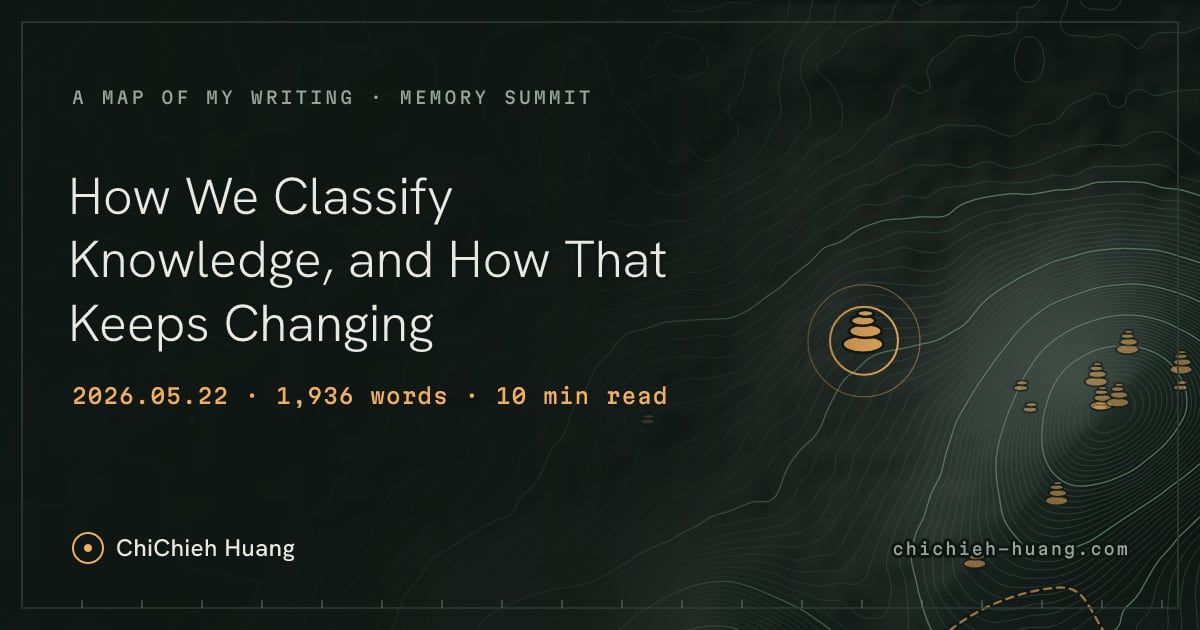 A MAP OF MY WRITING · MEMORY SUMMIT
How We Classify
Knowledge, and How That
Keeps Changing
2026.05.22 · 1,936 words · 10 min read
ChiChieh Huang
chichieh-huang.com